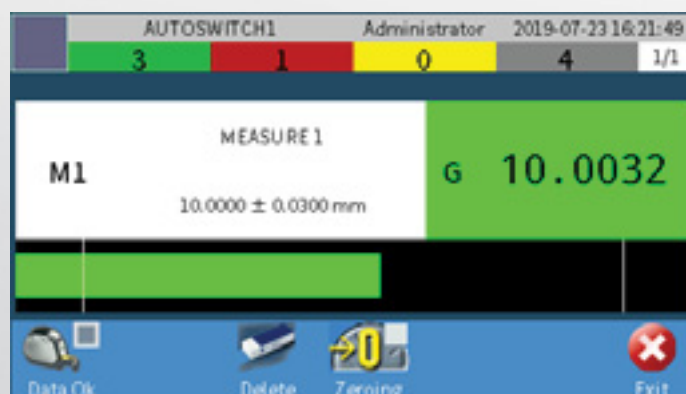 AUTOSWITCH1 Administrator 2019-07-23 16:21:49
3 1 0 4 1/1
MEASURE 1
M1
10.0000 ± 0.0300 mm
G 10.0032
0
Data Ok Delete Zeroing Exit